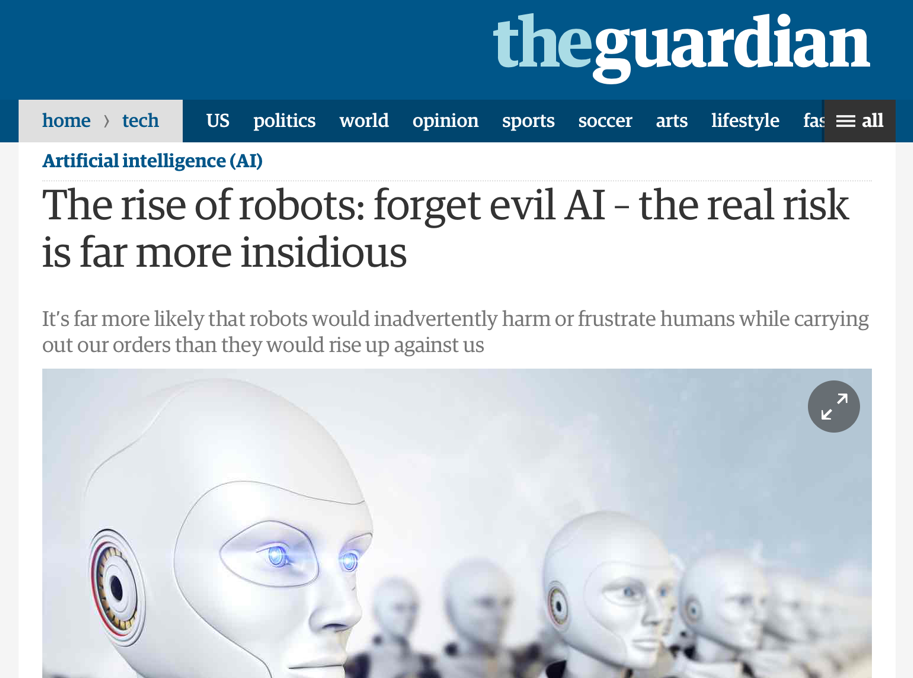 theguardian
home › tech US politics world opinion sports soccer arts lifestyle all
Artificial intelligence (AI)
The rise of robots: forget evil AI – the real risk
is far more insidious
It’s far more likely that robots would inadvertently harm or frustrate humans while carrying
out our orders than they would rise up against us